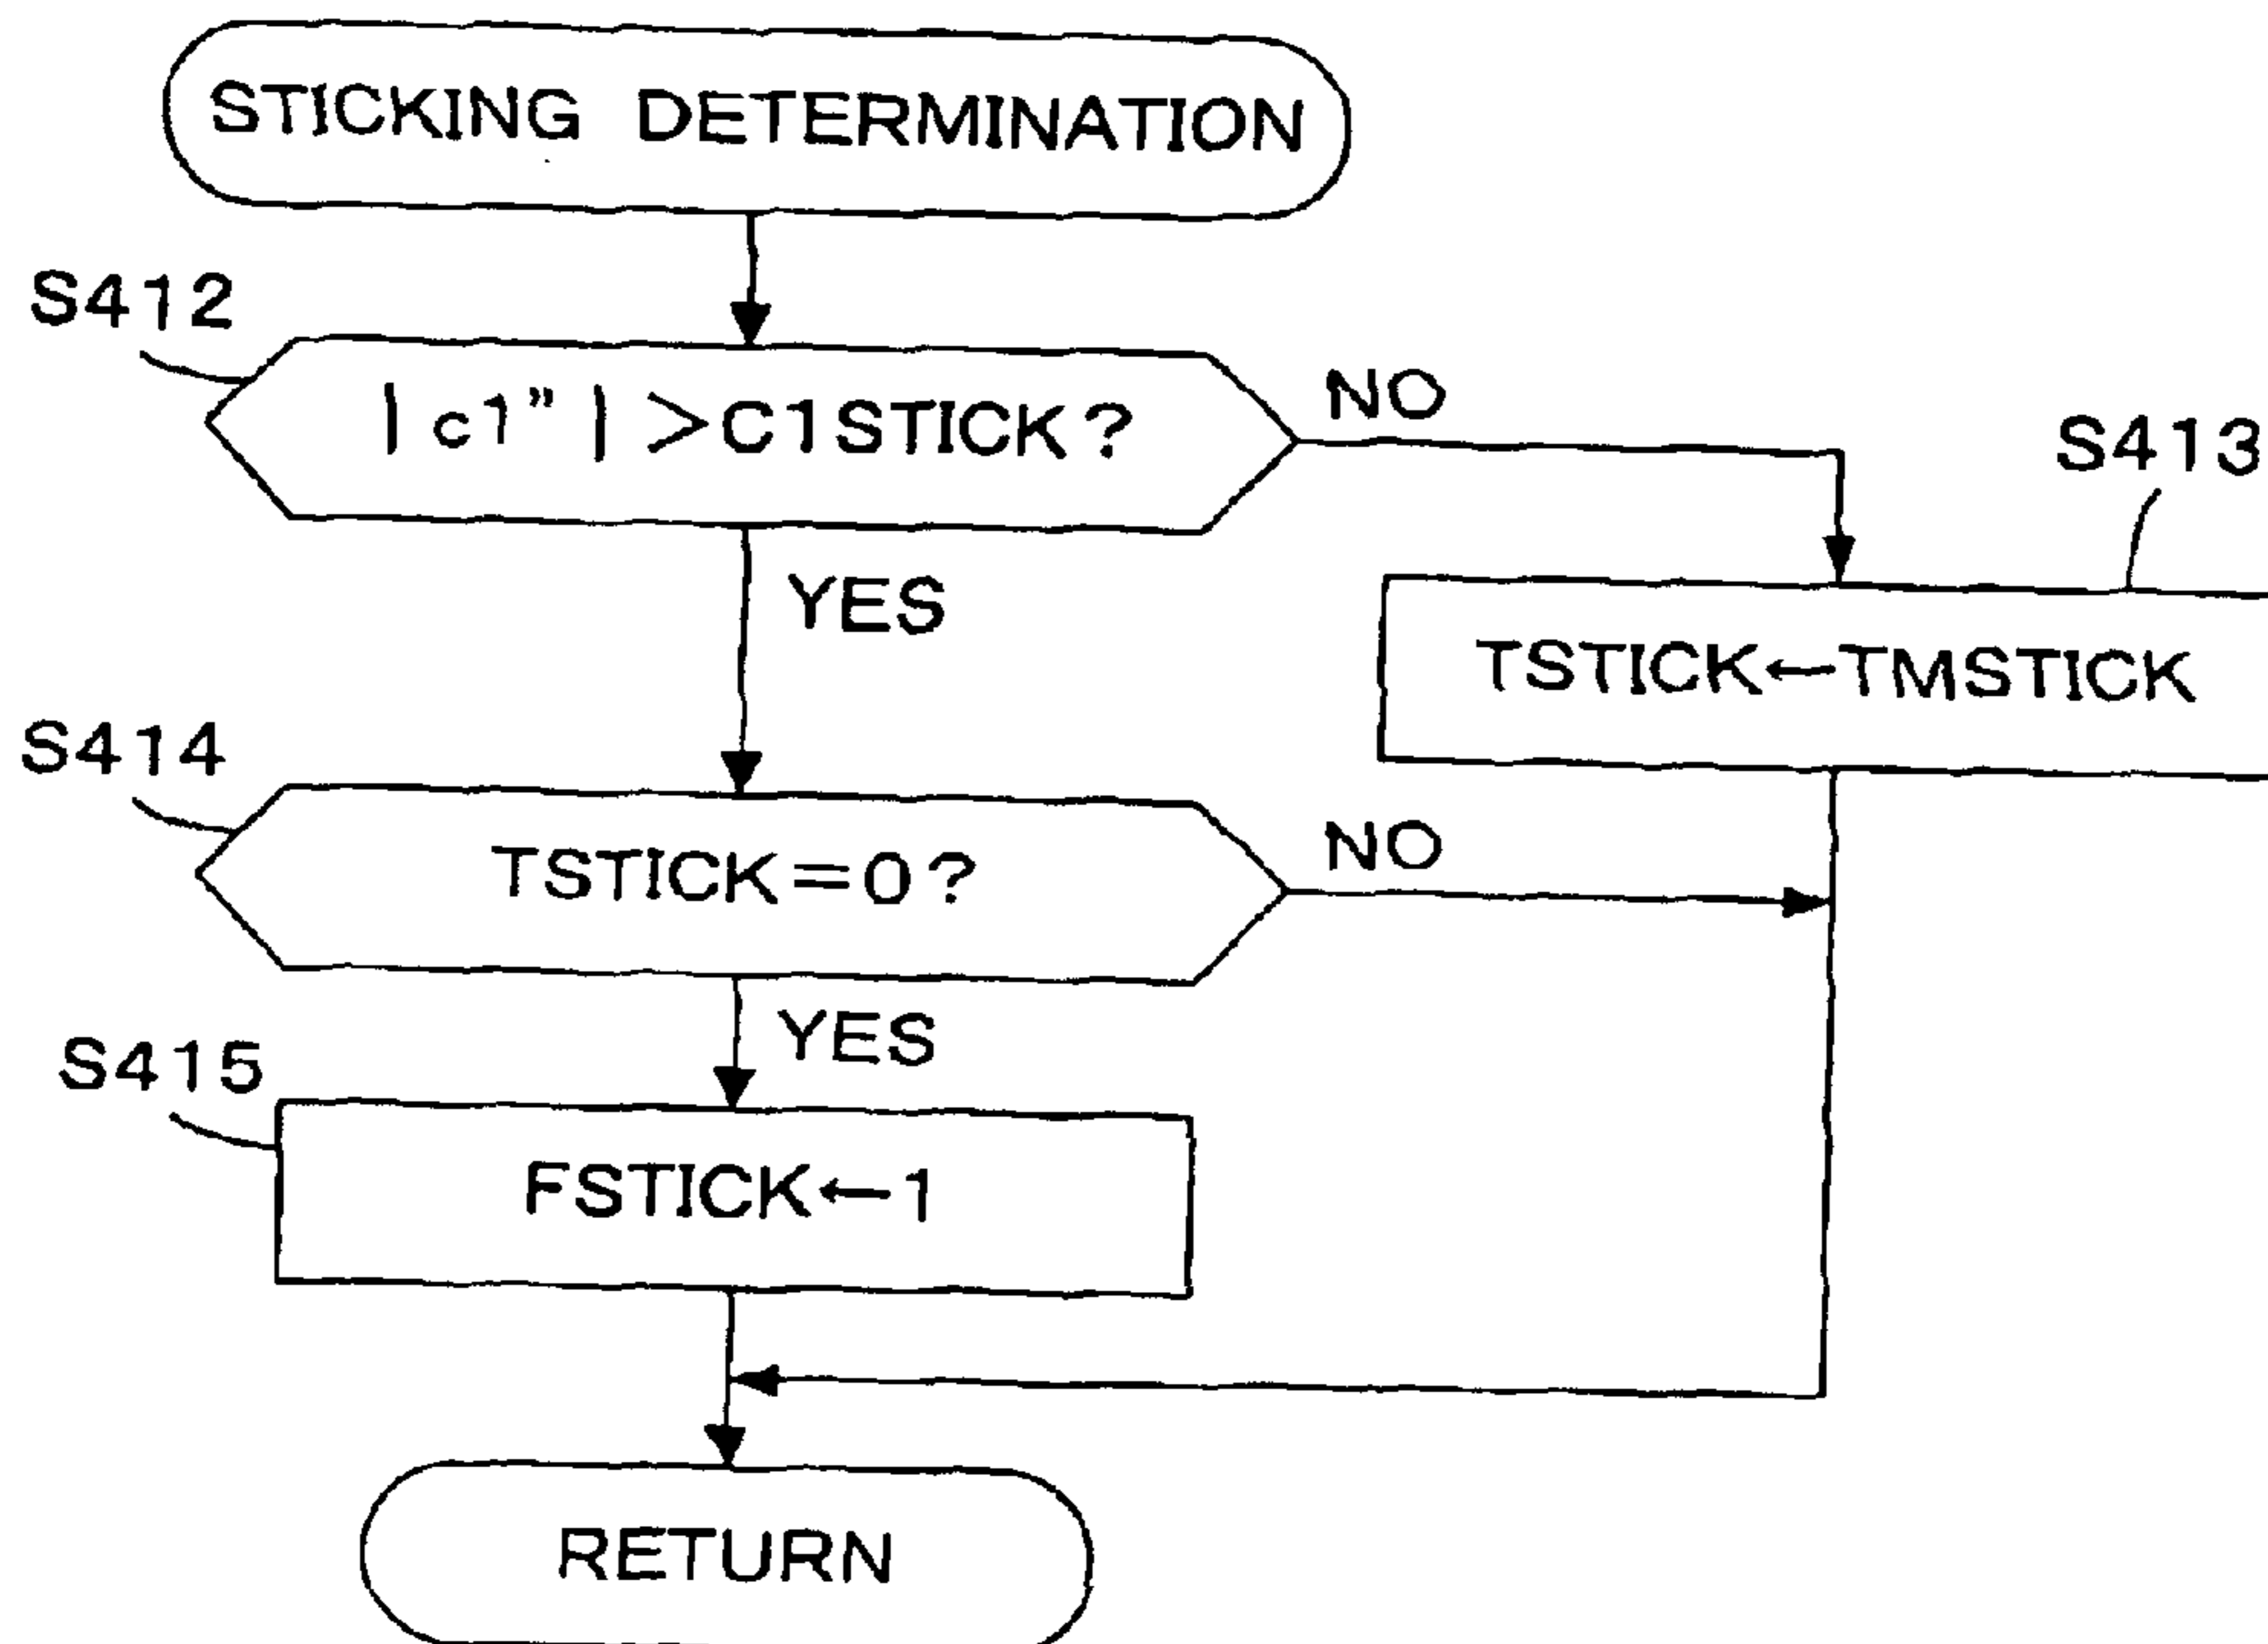 STICKING DETERMINATION
S412
|c1”|>C1STICK?
NO
S413
YES
TSTICK←TMSTICK
S414
TSTICK=0?
NO
YES
S415
FSTICK←1
RETURN